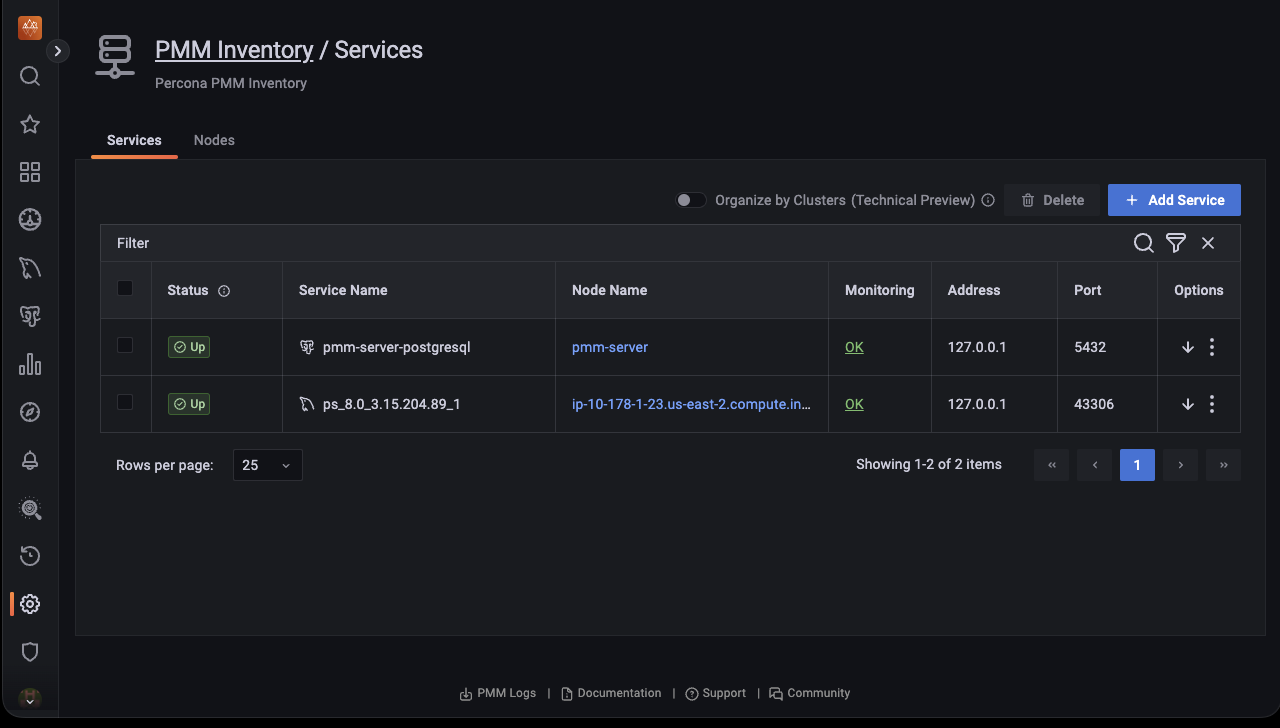 PMM Inventory / Services
Percona PMM Inventory
Services Nodes
Organize by Clusters (Technical Preview) Delete + Add Service
Filter
Status Service Name Node Name Monitoring Address Port Options
Up pmm-server-postgresql pmm-server OK 127.0.0.1 5432
Up ps_8.0_3.15.204.89_1 ip-10-178-1-23.us-east-2.compute.in... OK 127.0.0.1 43306
Rows per page: 25 Showing 1-2 of 2 items « ‹ 1 › »
PMM Logs | Documentation | Support | Community